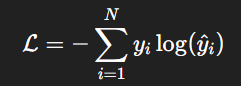 $\mathcal{L} = -\sum_{i=1}^{N} y_i \log(\hat{y}_i)$